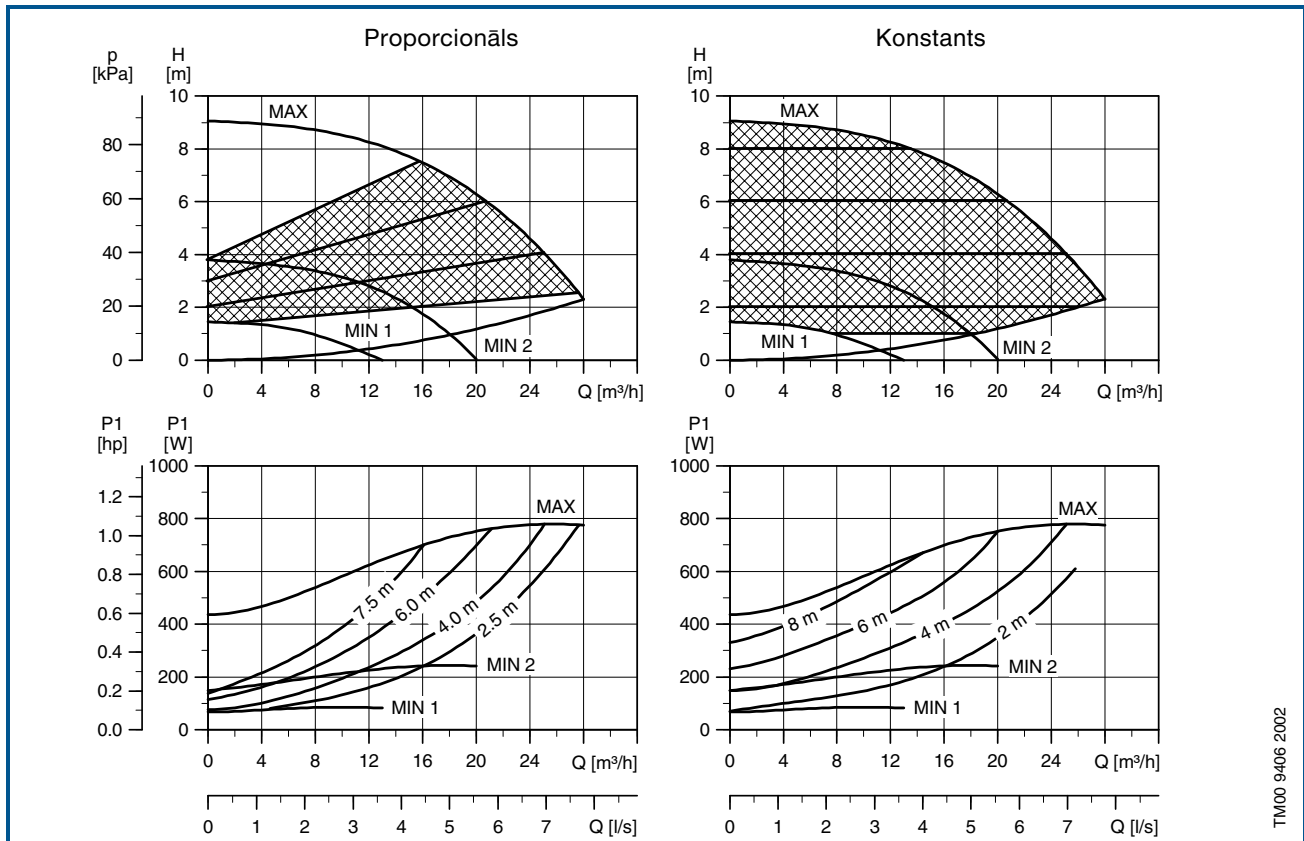 Proporcionāls
Konstants
p
[kPa]
H
[m]
10
8
6
4
2
0
80
60
40
20
0
MAX
MIN 1
MIN 2
0 4 8 12 16 20 24 Q [m³/h]
H
[m]
10
8
6
4
2
0
MAX
MIN 1
MIN 2
0 4 8 12 16 20 24 Q [m³/h]
P1
[hp]
P1
[W]
1.2
1.0
0.8
0.6
0.4
0.2
0.0
1000
800
600
400
200
0
MAX
7.5 m
6.0 m
4.0 m
2.5 m
MIN 2
MIN 1
0 4 8 12 16 20 24 Q [m³/h]
0 1 2 3 4 5 6 7 Q [l/s]
P1
[W]
1000
800
600
400
200
0
MAX
8 m
6 m
4 m
2 m
MIN 2
MIN 1
0 4 8 12 16 20 24 Q [m³/h]
0 1 2 3 4 5 6 7 Q [l/s]
TM00 9406 2002